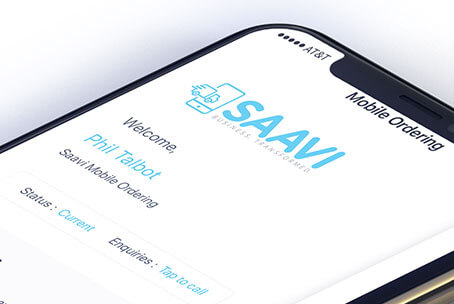 AT&T
Mobile Ordering
SAAVI
BUSINESS. TRANSFORMED
Welcome,
Phil Talbot
Saavi Mobile Ordering
Status : Current
Enquiries : Tap to call